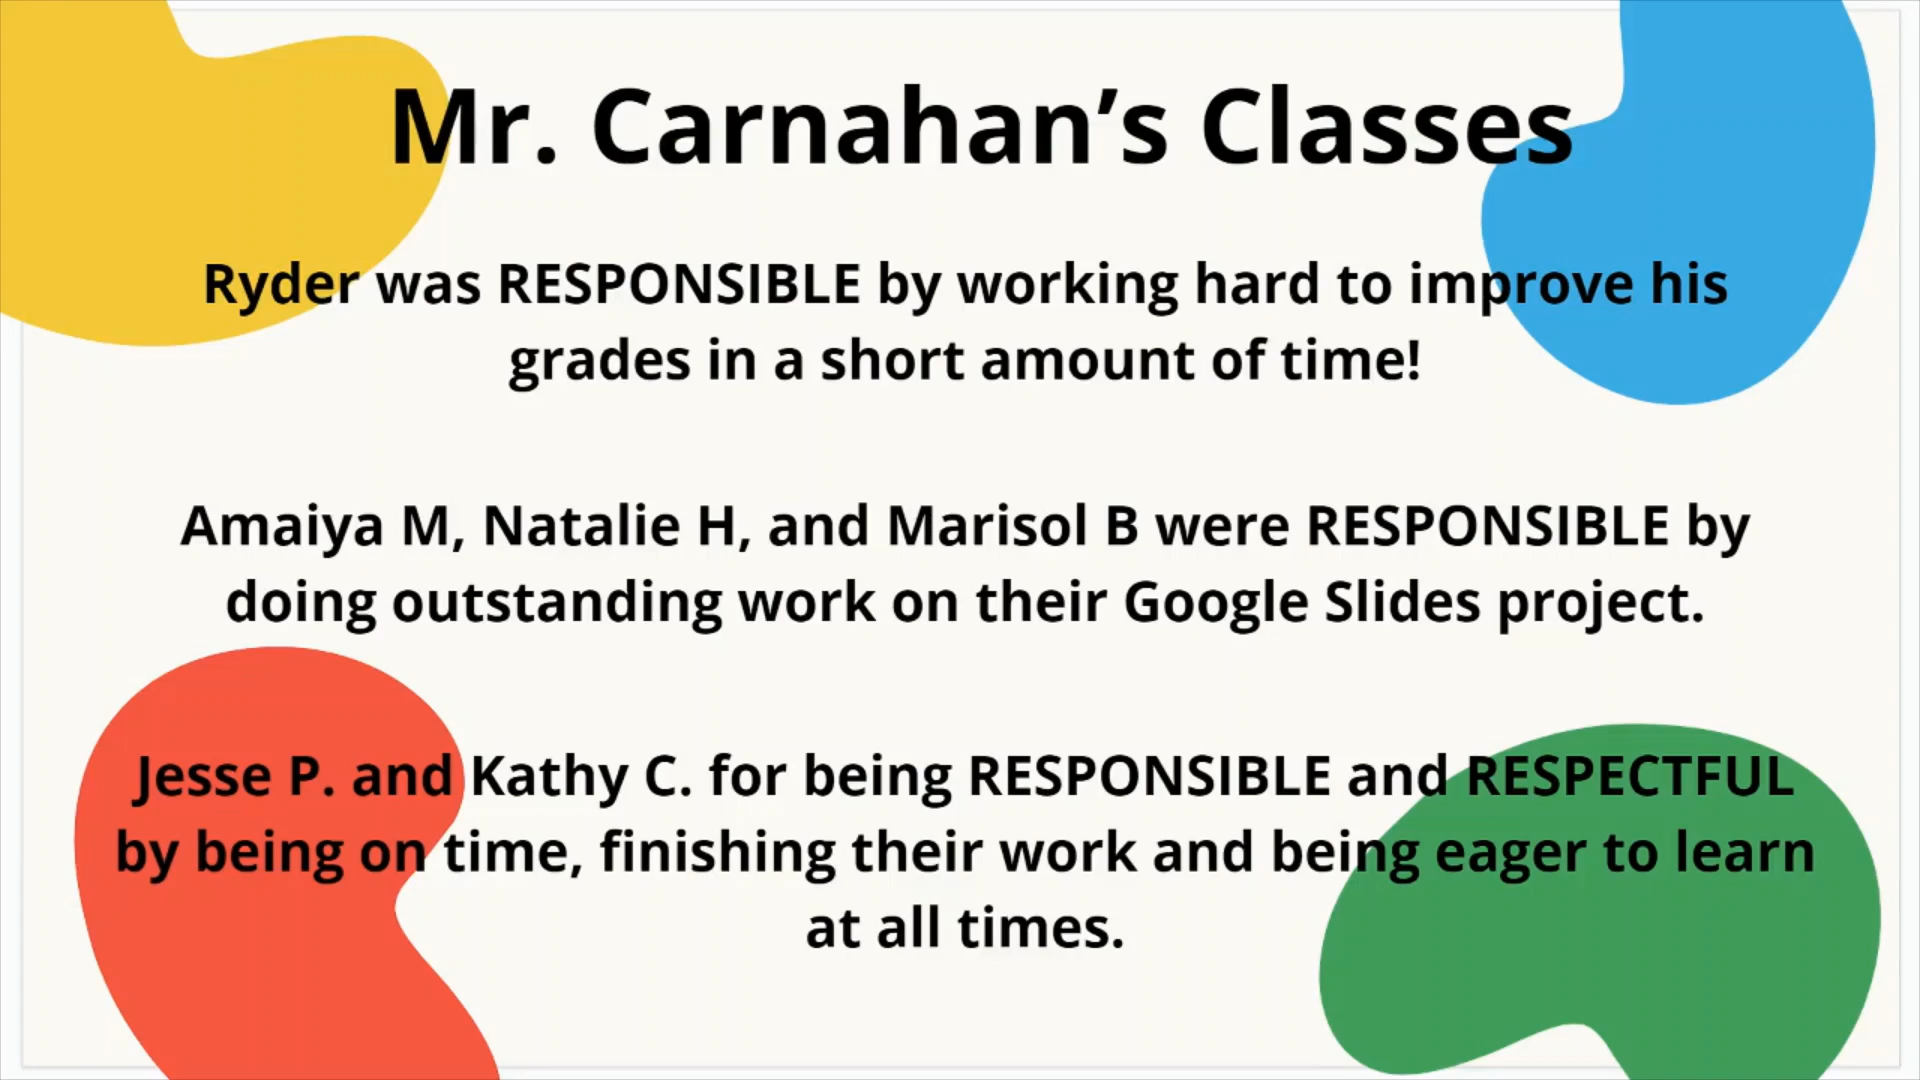 Mr. Carnahan’s Classes
Ryder was RESPONSIBLE by working hard to improve his
grades in a short amount of time!
Amaiya M, Natalie H, and Marisol B were RESPONSIBLE by
doing outstanding work on their Google Slides project.
Jesse P. and Kathy C. for being RESPONSIBLE and RESPECTFUL
by being on time, finishing their work and being eager to learn
at all times.